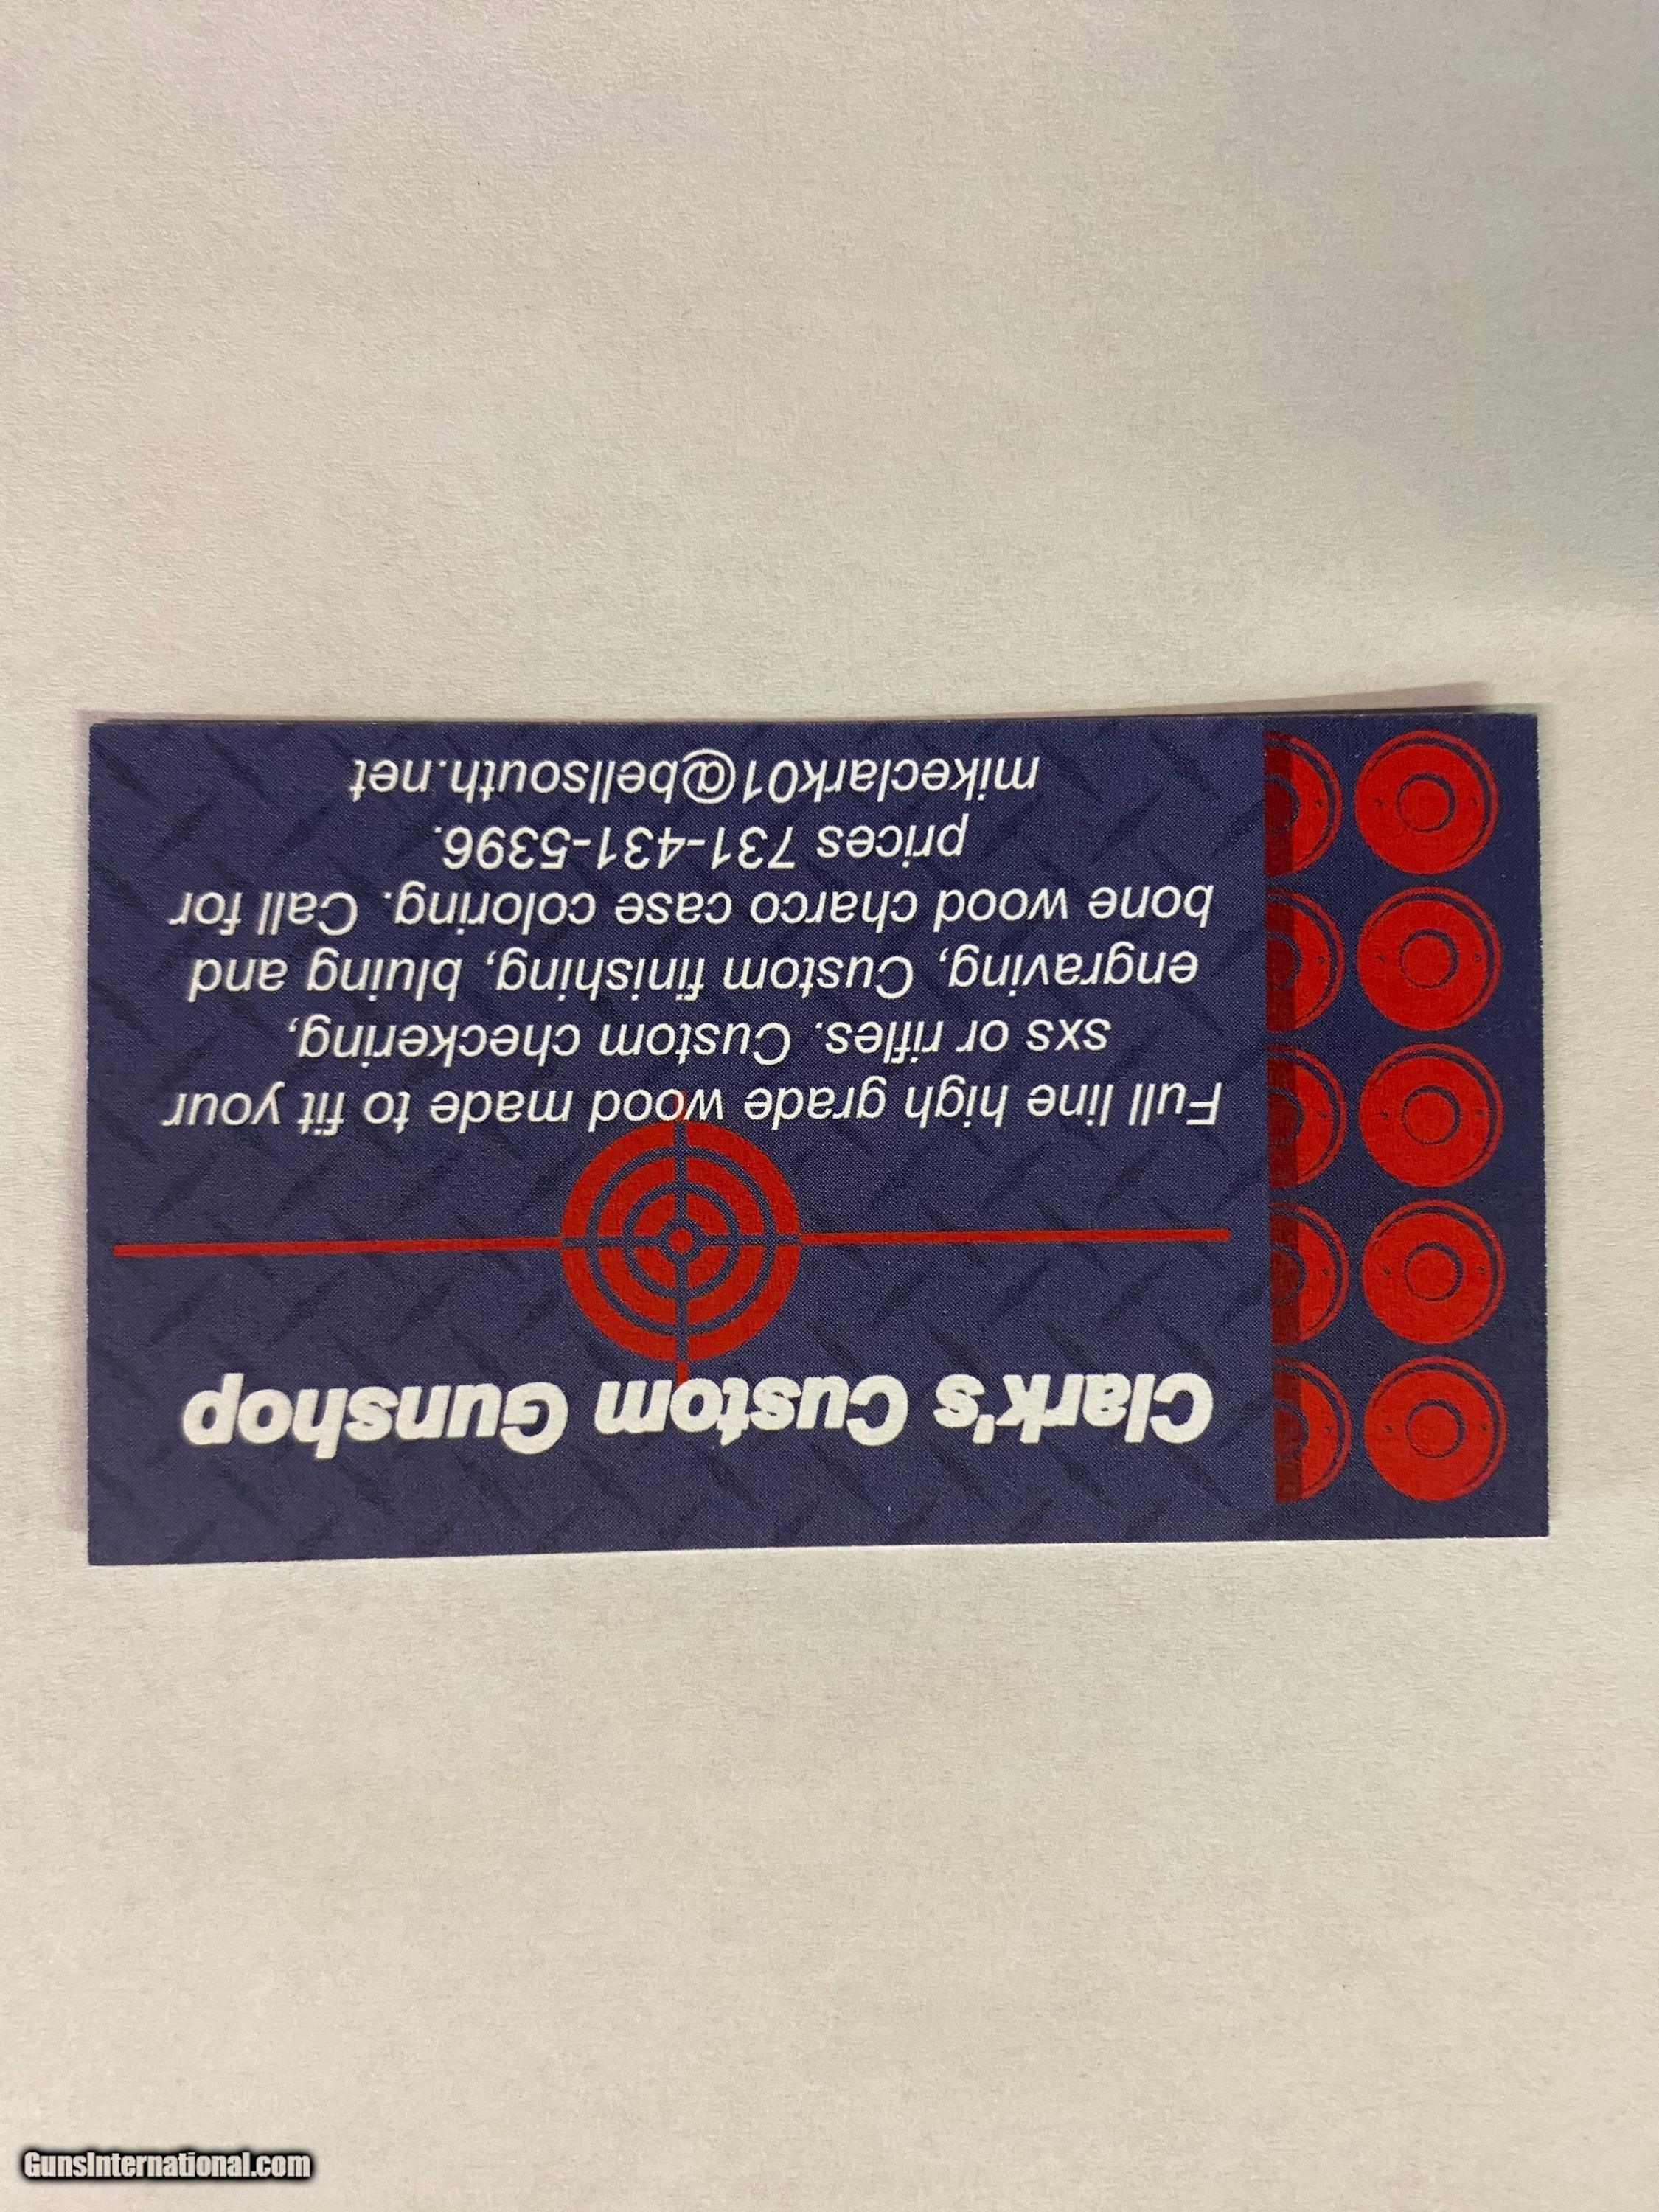 Clark's Custom Gunshop
Full line high grade wood made to fit your
sxs or rifles. Custom checkering,
engraving, Custom finishing, bluing and
bone wood charco case coloring. Call for
prices 731-431-5396.
mikeclark01@bellsouth.net
GunsInternational.com